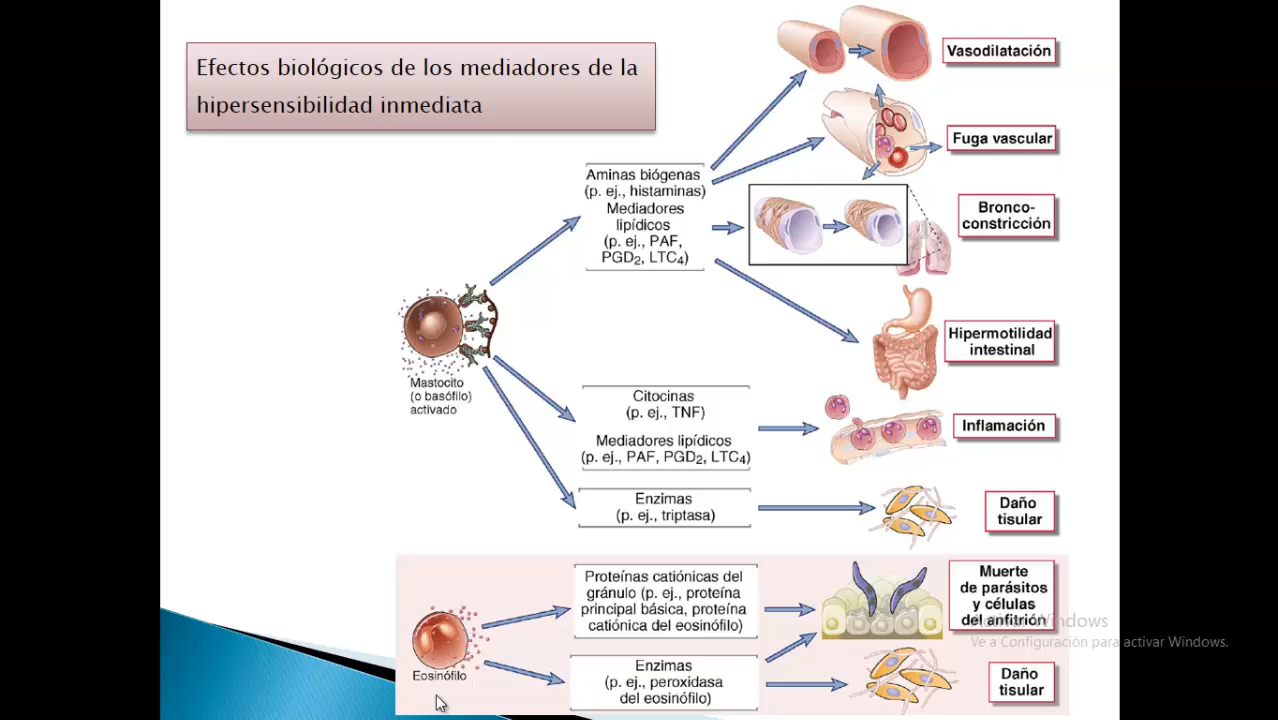 Efectos biológicos de los mediadores de la
hipersensibilidad inmediata
Vasodilatación
Fuga vascular
Aminas biógenas
(p. ej., histaminas)
Mediadores
lipídicos
(p. ej., PAF,
PGD2, LTC4)
Bronco-
constricción
Hipermotilidad
intestinal
Mastocito
(o basófilo)
activado
Citocinas
(p. ej., TNF)
Mediadores lipídicos
(p. ej., PAF, PGD2, LTC4)
Inflamación
Enzimas
(p. ej., triptasa)
Daño
tisular
Proteínas catiónicas del
gránulo (p. ej., proteína
principal básica, proteína
catiónica del eosinófilo)
Muerte
de parásitos
y células
del anfitrión
Activar Windows
Ve a Configuración para activar Windows.
Eosinófilo
Enzimas
(p. ej., peroxidasa
del eosinófilo)
Daño
tisular